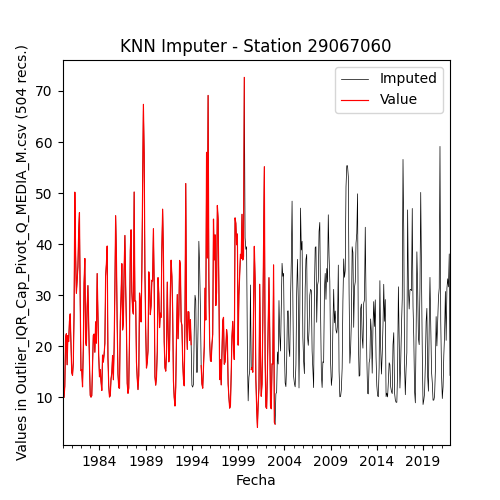 KNN Imputer - Station 29067060
Values in Outlier_IQR_Cap_Pivot_Q_MEDIA_M.csv (504 recs.)
Imputed
Value
70
60
50
40
30
20
10
1984 1989 1994 1999 2004 2009 2014 2019
Fecha